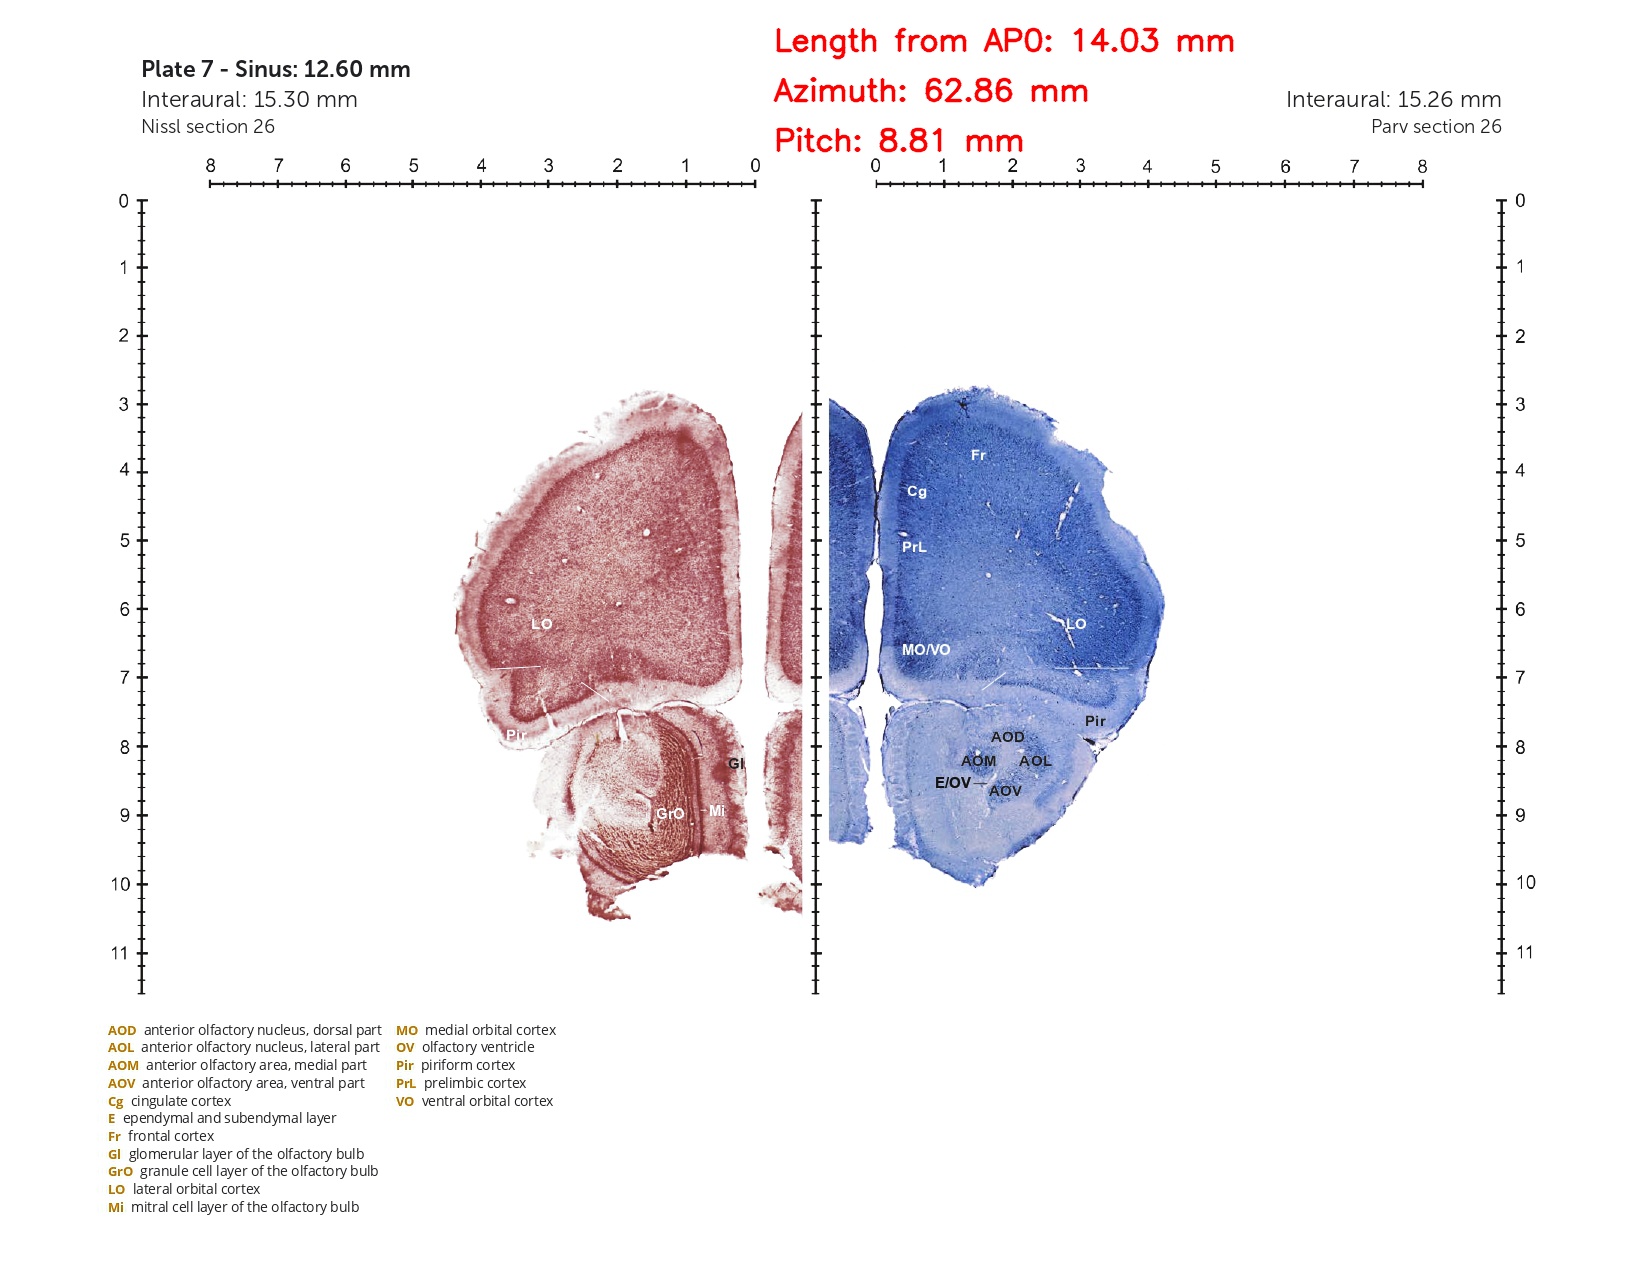 Length from AP0: 14.03 mm
Plate 7 - Sinus: 12.60 mm
Azimuth: 62.86 mm
Interaural: 15.30 mm
Interaural: 15.26 mm
Nissl section 26
Parv section 26
Pitch: 8.81 mm
8 7 6 5 4 3 2 1 0
0 1 2 3 4 5 6 7 8
0 0
1 1
2 2
3 3
Fr
4 4
Cg
5 5
PrL
6 6
LO LO
MO/VO
7 7
Pir
Pir AOD
8 8
Gl AOM AOL
E/OV AOV
GrO Mi
9 9
10 10
11 11
AOD anterior olfactory nucleus, dorsal part
AOL anterior olfactory nucleus, lateral part
AOM anterior olfactory area, medial part
AOV anterior olfactory area, ventral part
Cg cingulate cortex
E ependymal and subendymal layer
Fr frontal cortex
Gl glomerular layer of the olfactory bulb
GrO granule cell layer of the olfactory bulb
LO lateral orbital cortex
Mi mitral cell layer of the olfactory bulb
MO medial orbital cortex
OV olfactory ventricle
Pir piriform cortex
PrL prelimbic cortex
VO ventral orbital cortex